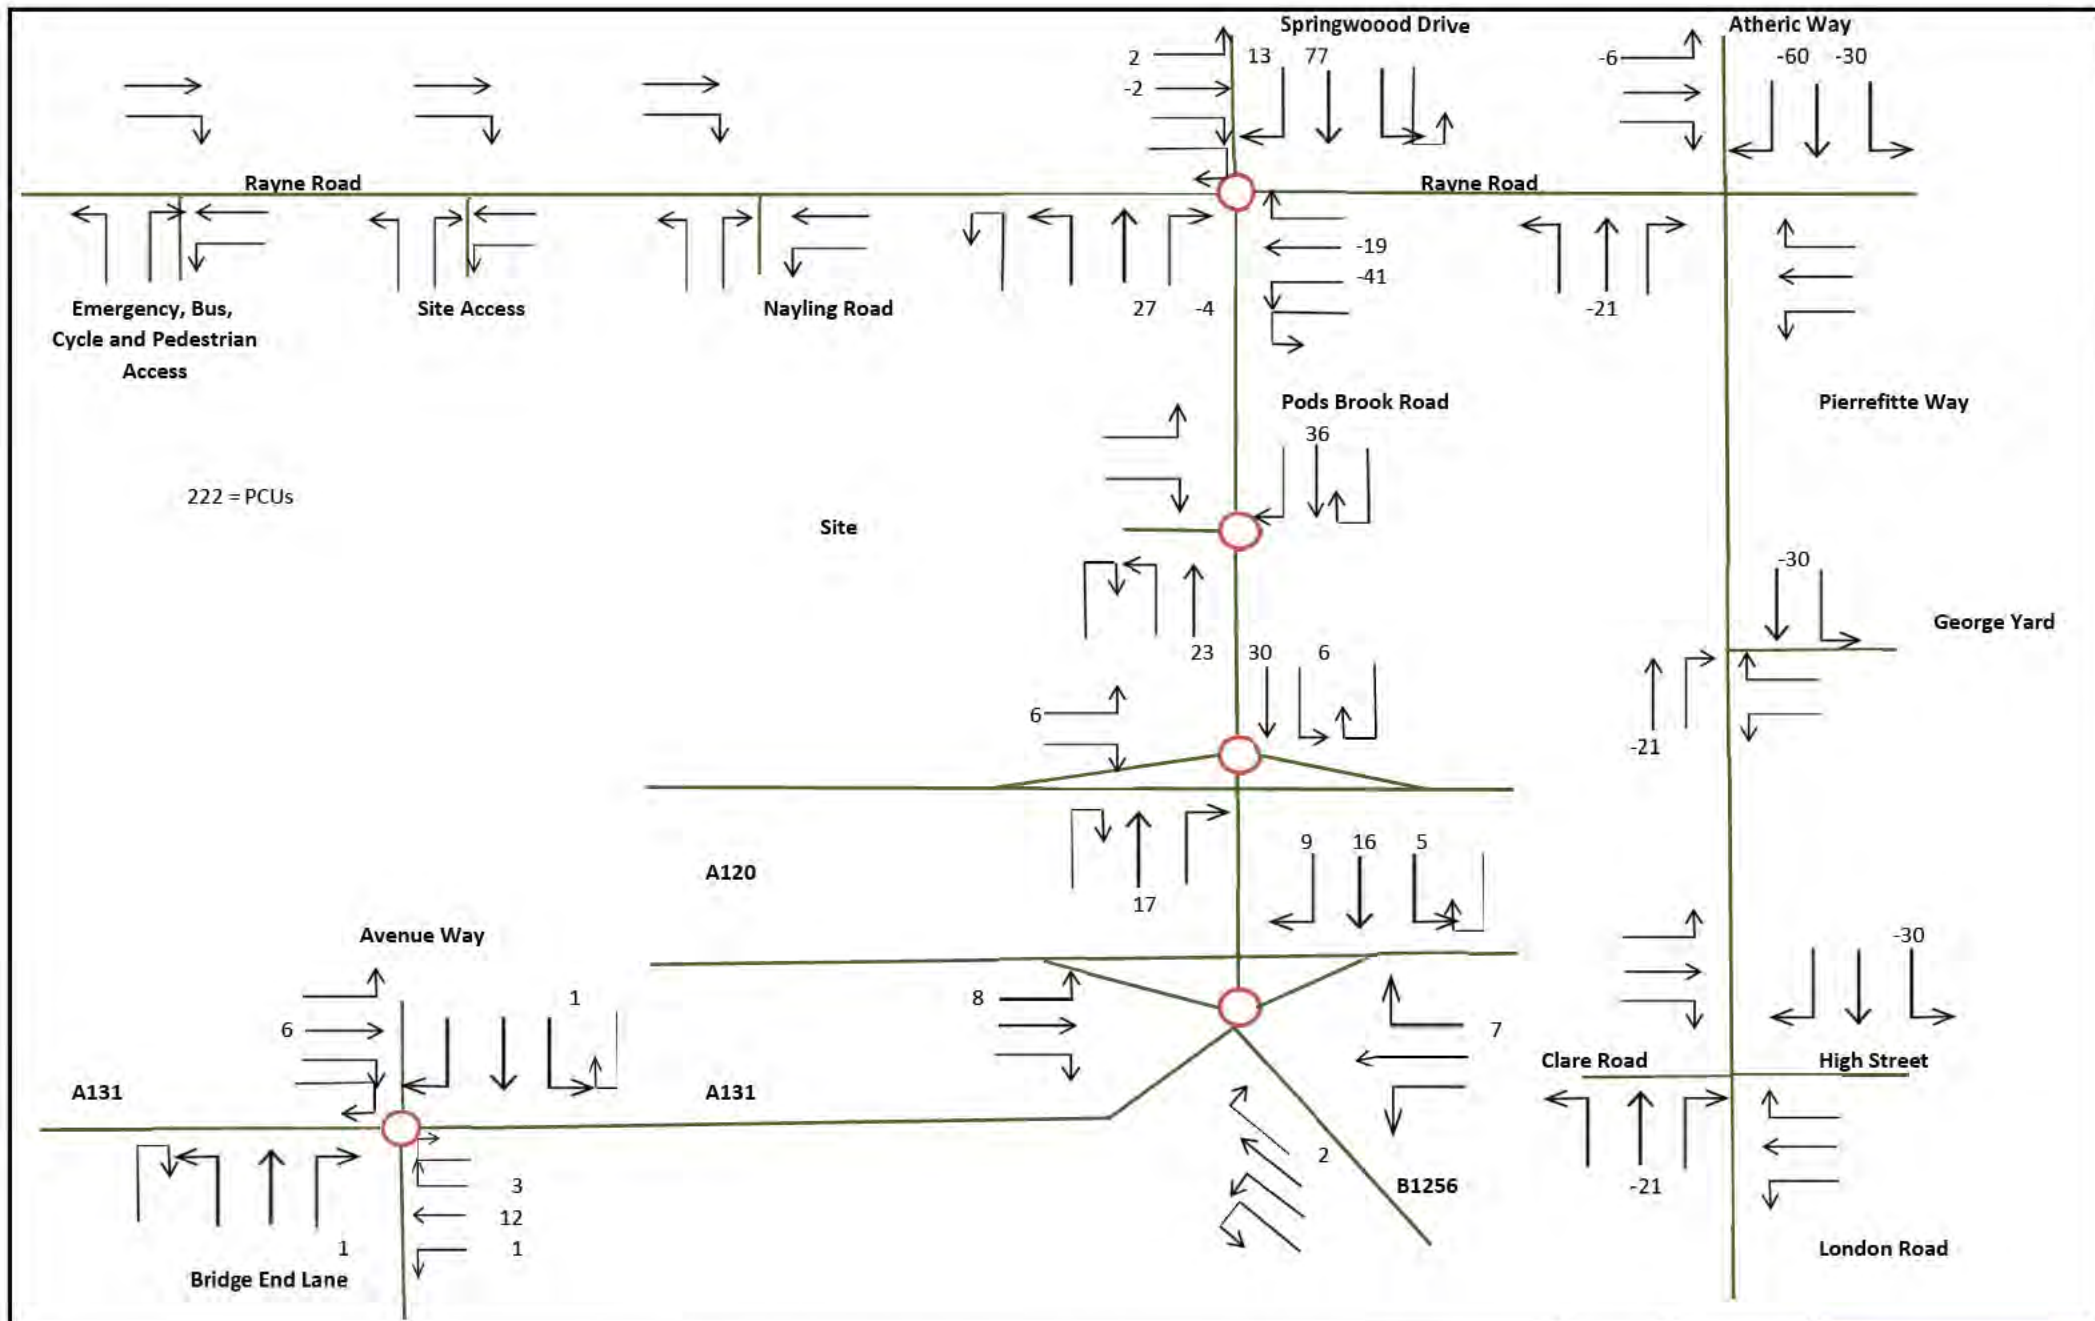 Springwoood Drive
Atheric Way
2
13
77
-6
-60
-30
-2
Rayne Road
Rayne Road
-19
-41
Emergency, Bus,
Cycle and Pedestrian
Access
Site Access
Nayling Road
27
-4
-21
Pods Brook Road
Pierrefitte Way
36
222 = PCUs
Site
-30
George Yard
23
30
6
6
-21
A120
9
16
5
17
Avenue Way
-30
1
8
6
7
A131
A131
Clare Road
High Street
2
3
B1256
-21
12
1
1
London Road
Bridge End Lane